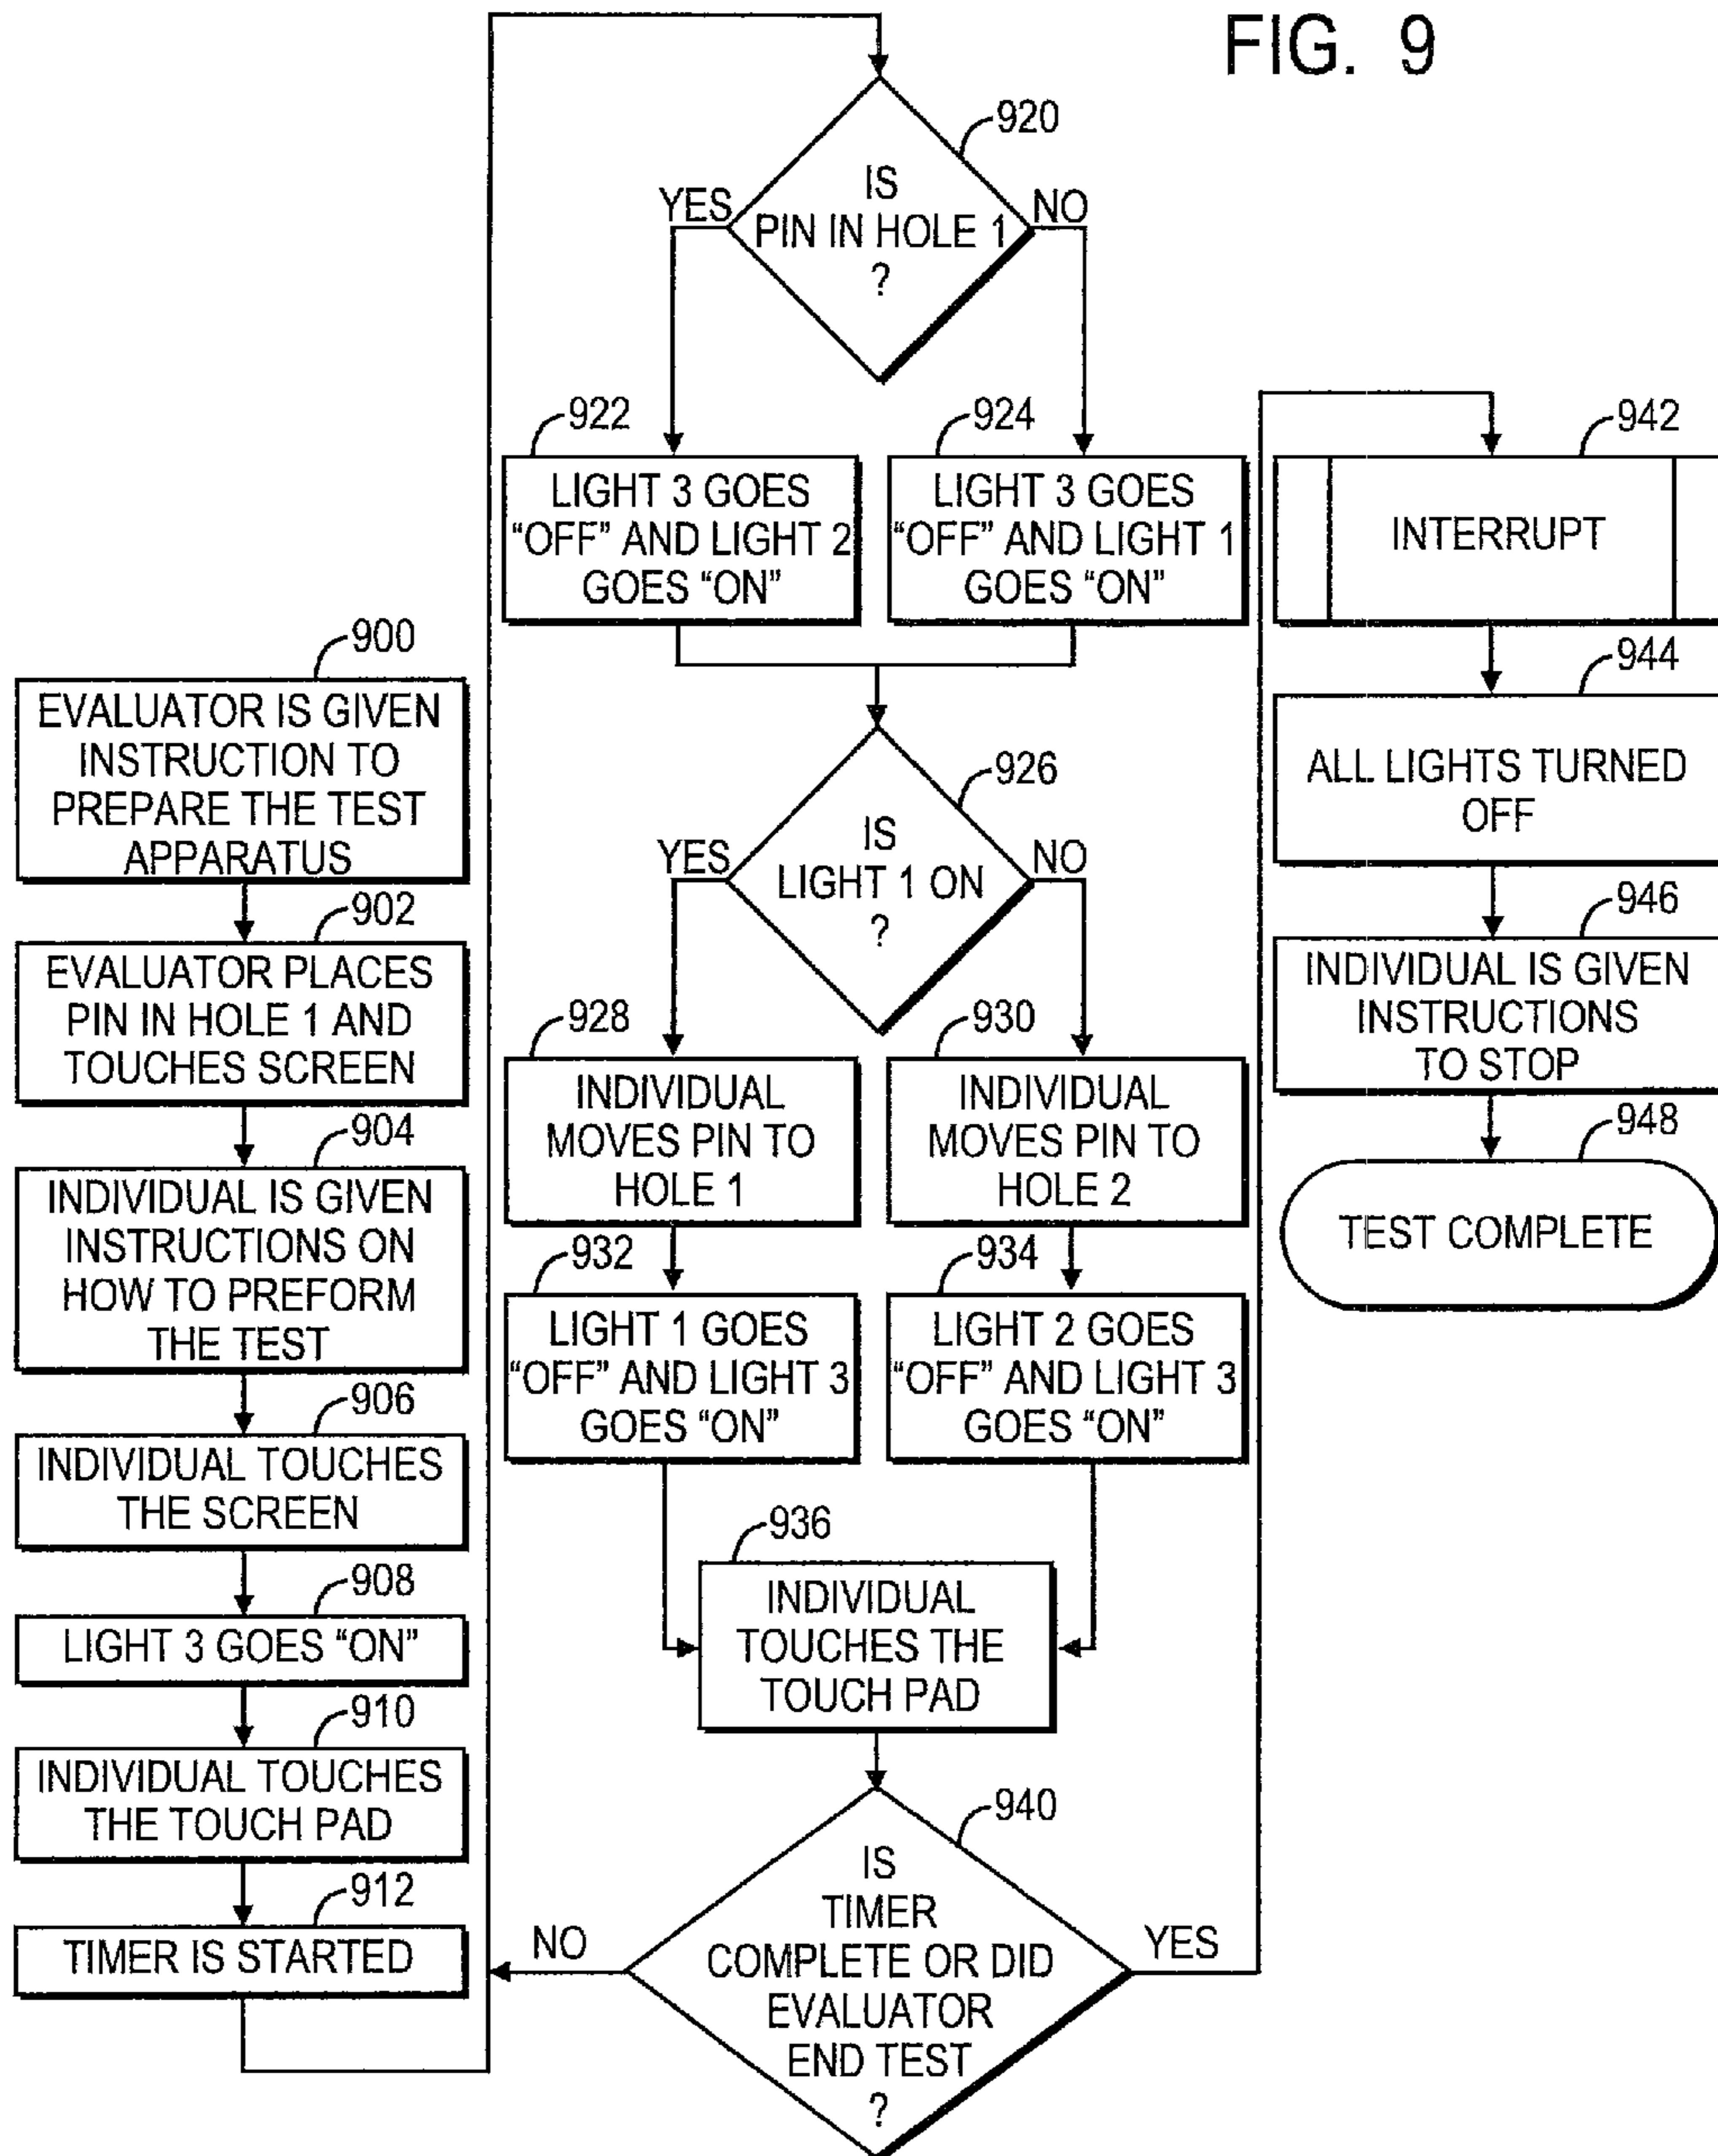 FIG. 9
900
EVALUATOR IS GIVEN
INSTRUCTION TO
PREPARE THE TEST
APPARATUS
902
EVALUATOR PLACES
PIN IN HOLE 1 AND
TOUCHES SCREEN
904
INDIVIDUAL IS GIVEN
INSTRUCTIONS ON
HOW TO PREFORM
THE TEST
906
INDIVIDUAL TOUCHES
THE SCREEN
908
LIGHT 3 GOES “ON”
910
INDIVIDUAL TOUCHES
THE TOUCH PAD
912
TIMER IS STARTED
920
IS
PIN IN HOLE 1
?
YES
NO
922
LIGHT 3 GOES
“OFF” AND LIGHT 2
GOES “ON”
924
LIGHT 3 GOES
“OFF” AND LIGHT 1
GOES “ON”
926
IS
LIGHT 1 ON
?
YES
NO
928
INDIVIDUAL
MOVES PIN TO
HOLE 1
930
INDIVIDUAL
MOVES PIN TO
HOLE 2
932
LIGHT 1 GOES
“OFF” AND LIGHT 3
GOES “ON”
934
LIGHT 2 GOES
“OFF” AND LIGHT 3
GOES “ON”
936
INDIVIDUAL
TOUCHES THE
TOUCH PAD
940
IS
TIMER
COMPLETE OR DID
EVALUATOR
END TEST
?
NO
YES
942
INTERRUPT
944
ALL LIGHTS TURNED
OFF
946
INDIVIDUAL IS GIVEN
INSTRUCTIONS
TO STOP
948
TEST COMPLETE